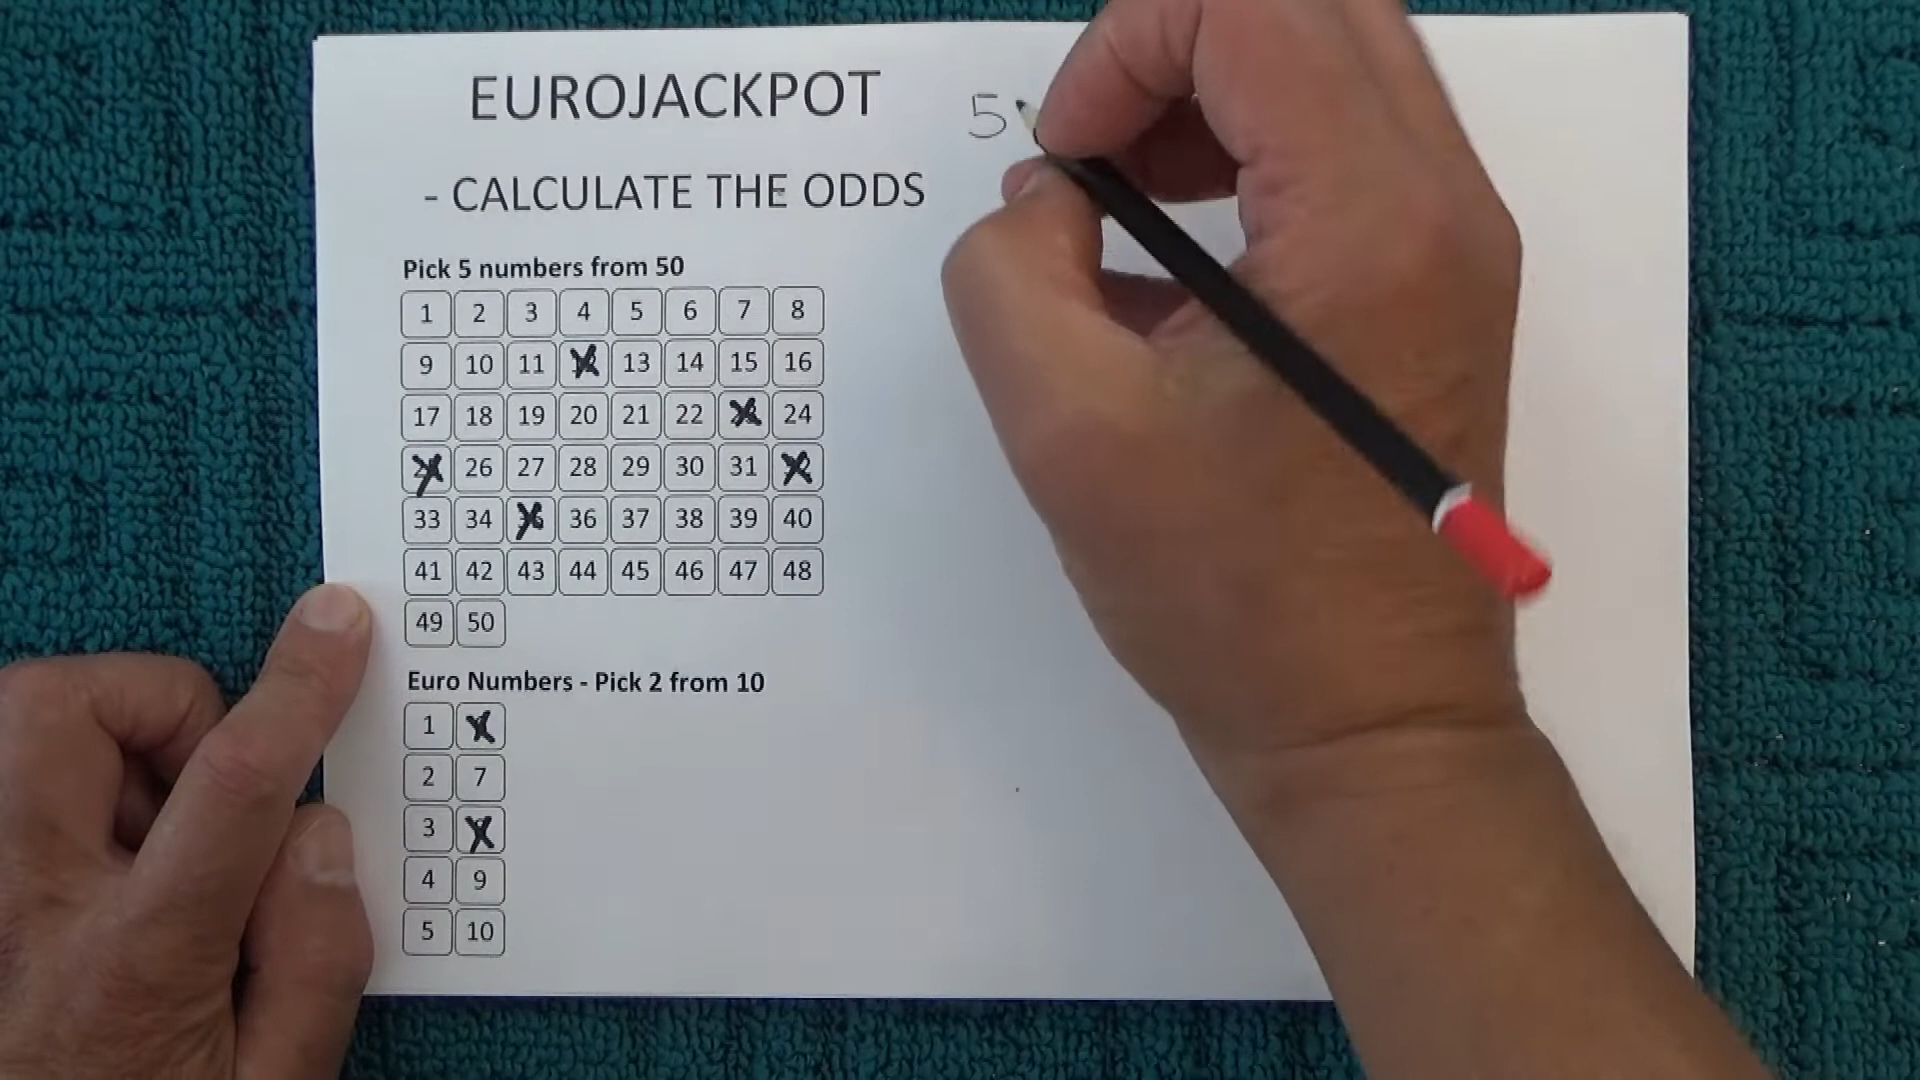 EUROJACKPOT
5
- CALCULATE THE ODDS
Pick 5 numbers from 50
1 2 3 4 5 6 7 8
9 10 11 13 14 15 16
17 18 19 20 21 22 24
26 27 28 29 30 31
33 34 36 37 38 39 40
41 42 43 44 45 46 47 48
49 50
Euro Numbers - Pick 2 from 10
1
2 7
3
4 9
5 10